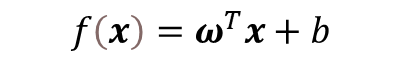 f(x) = ω^T x + b